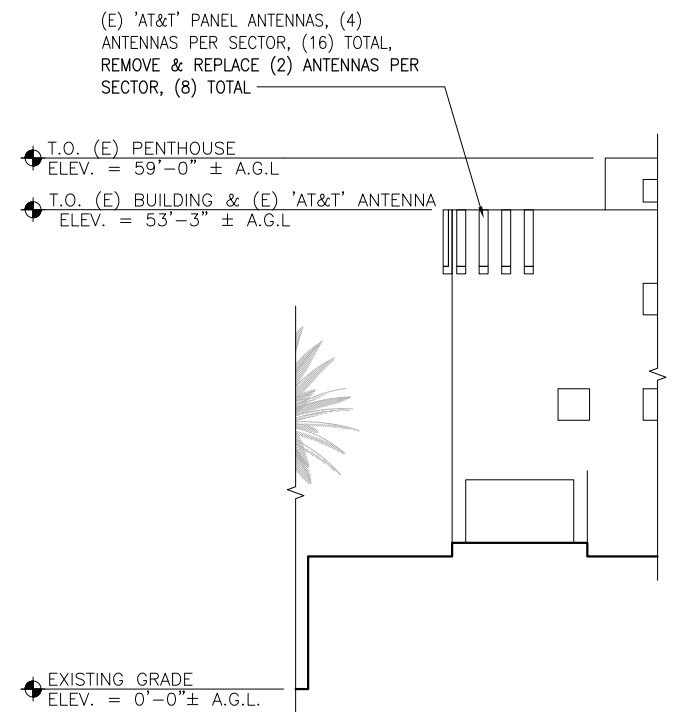 (E) 'AT&T' PANEL ANTENNAS, (4)
ANTENNAS PER SECTOR, (16) TOTAL,
REMOVE & REPLACE (2) ANTENNAS PER
SECTOR, (8) TOTAL
T.O. (E) PENTHOUSE
ELEV. = 59'-0" ± A.G.L
T.O. (E) BUILDING & (E) 'AT&T' ANTENNA
ELEV. = 53'-3" ± A.G.L
EXISTING GRADE
ELEV. = 0'-0"± A.G.L.